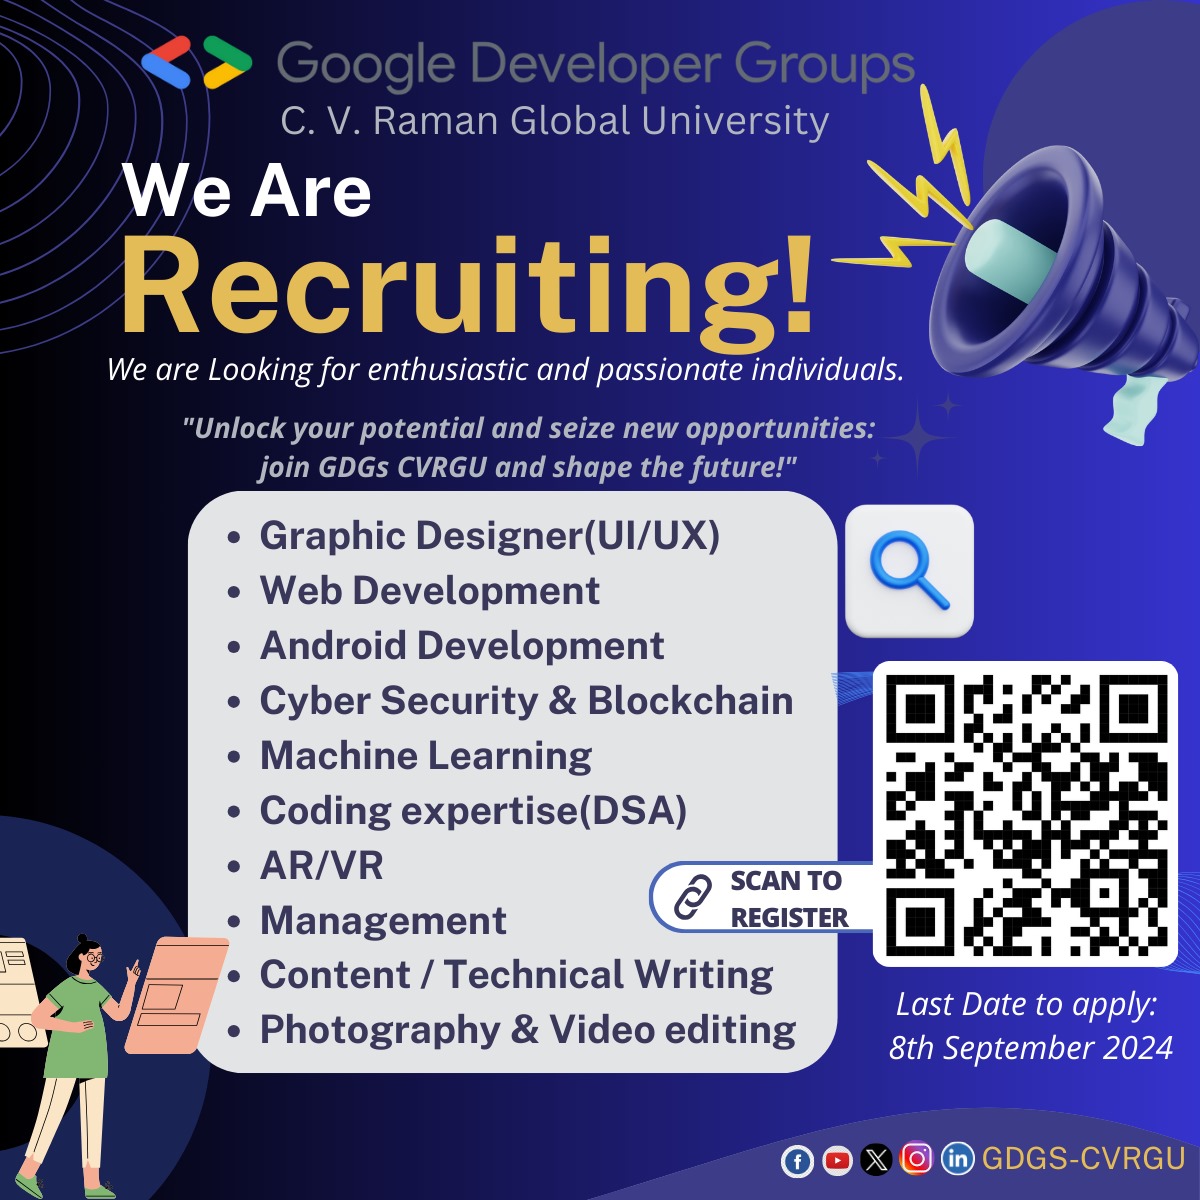 Google Developer Groups
C. V. Raman Global University
We Are
Recruiting!
We are Looking for enthusiastic and passionate individuals.
"Unlock your potential and seize new opportunities:
join GDGs CVRGU and shape the future!"
• Graphic Designer(UI/UX)
• Web Development
• Android Development
• Cyber Security & Blockchain
• Machine Learning
• Coding expertise(DSA)
• AR/VR
• Management
• Content / Technical Writing
• Photography & Video editing
SCAN TO
REGISTER
Last Date to apply:
8th September 2024
GDGS-CVRGU